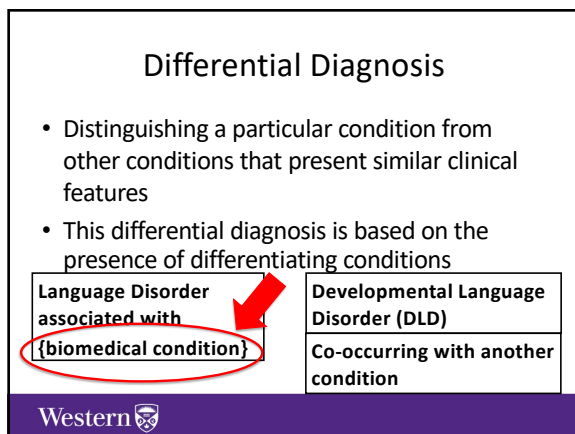 Differential Diagnosis
• Distinguishing a particular condition from
other conditions that present similar clinical
features
• This differential diagnosis is based on the
presence of differentiating conditions
Language Disorder
associated with
{biomedical condition}
Developmental Language
Disorder (DLD)
Co-occurring with another
condition
Western